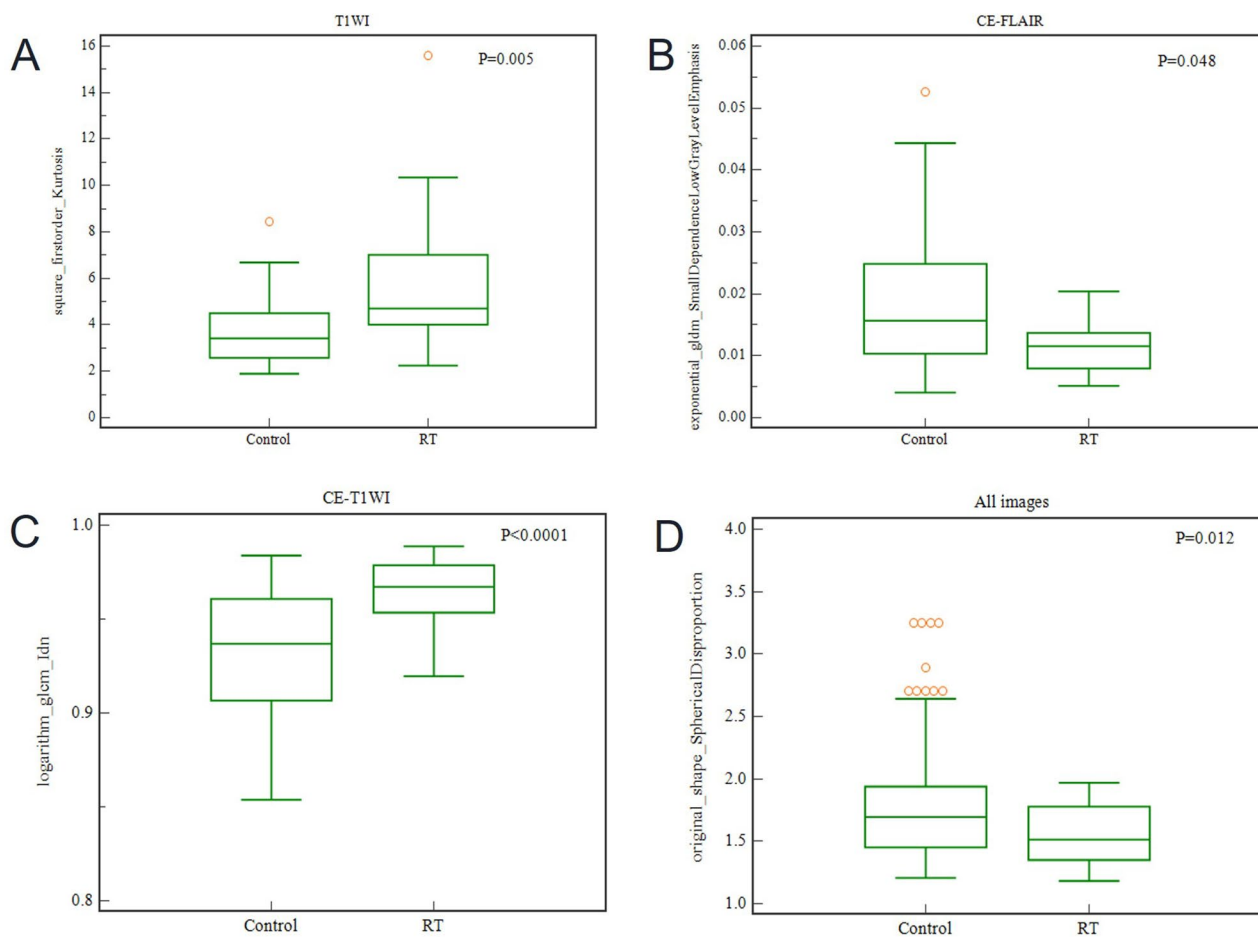 A
T1WI
P=0.005
square_firstorder_Kurtosis
16
14
12
10
8
6
4
2
0
Control RT
B
CE-FLAIR
P=0.048
exponential_gldm_SmallDependenceLowGrayLevelEmphasis
0.06
0.05
0.04
0.03
0.02
0.01
0.00
Control RT
C
CE-T1WI
P<0.0001
logarithm_glcm_Idn
1.0
0.9
0.8
Control RT
D
All images
P=0.012
original_shape_SphericalDisproportion
4.0
3.5
3.0
2.5
2.0
1.5
1.0
Control RT